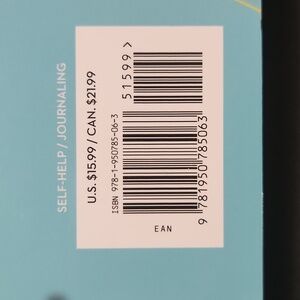 SELF-HELP / JOURNALING
U.S. $15.99 / CAN. $21.99
ISBN 978-1-950785-06-3
51599>
9 781950 785063
EAN